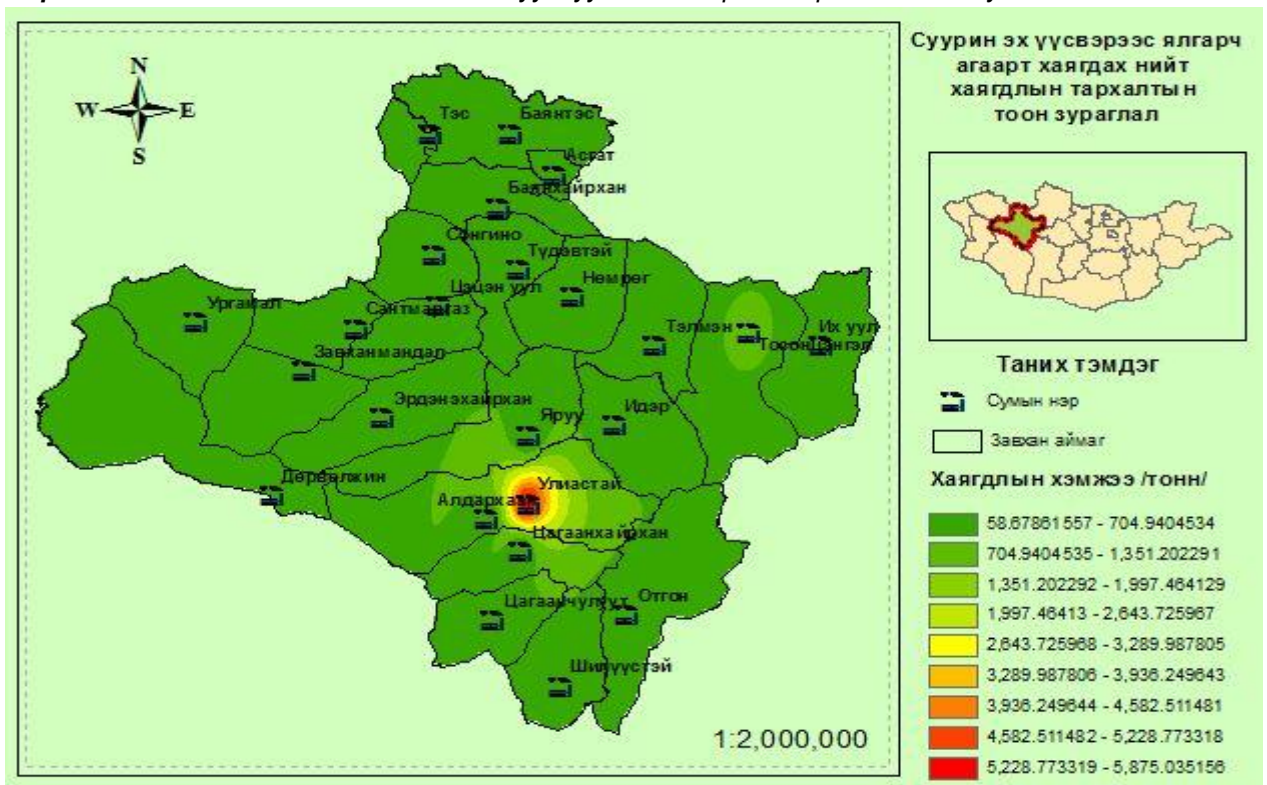 N
W E
S
Тэс
Баянтэс
Асгат
Баянхайрхан
Сонгино
Түдэвтэй
Цэцэн уул
Нөмрөг
Ургамал
Сантмаргаз
Завханмандал
Тэлмэн
Их уул
Тосонцэнгэл
Эрдэнэхайрхан
Яруу
Идэр
Дөрвөлжин
Улиастай
Алдархаан
Цагаанхайрхан
Цагаанчулуут
Отгон
Шилүүстэй
1:2,000,000
Суурин эх үүсвэрээс ялгарч
агаарт хаягдах нийт
хаягдлын тархалтын
тоон зураглал
Таних тэмдэг
Сумын нэр
Завхан аймаг
Хаягдлын хэмжээ /тонн/
58.67861557 - 704.9404534
704.9404535 - 1,351.202291
1,351.202292 - 1,997.464129
1,997.46413 - 2,643.725967
2,643.725968 - 3,289.987805
3,289.987806 - 3,936.249643
3,936.249644 - 4,582.511481
4,582.511482 - 5,228.773318
5,228.773319 - 5,875.035156